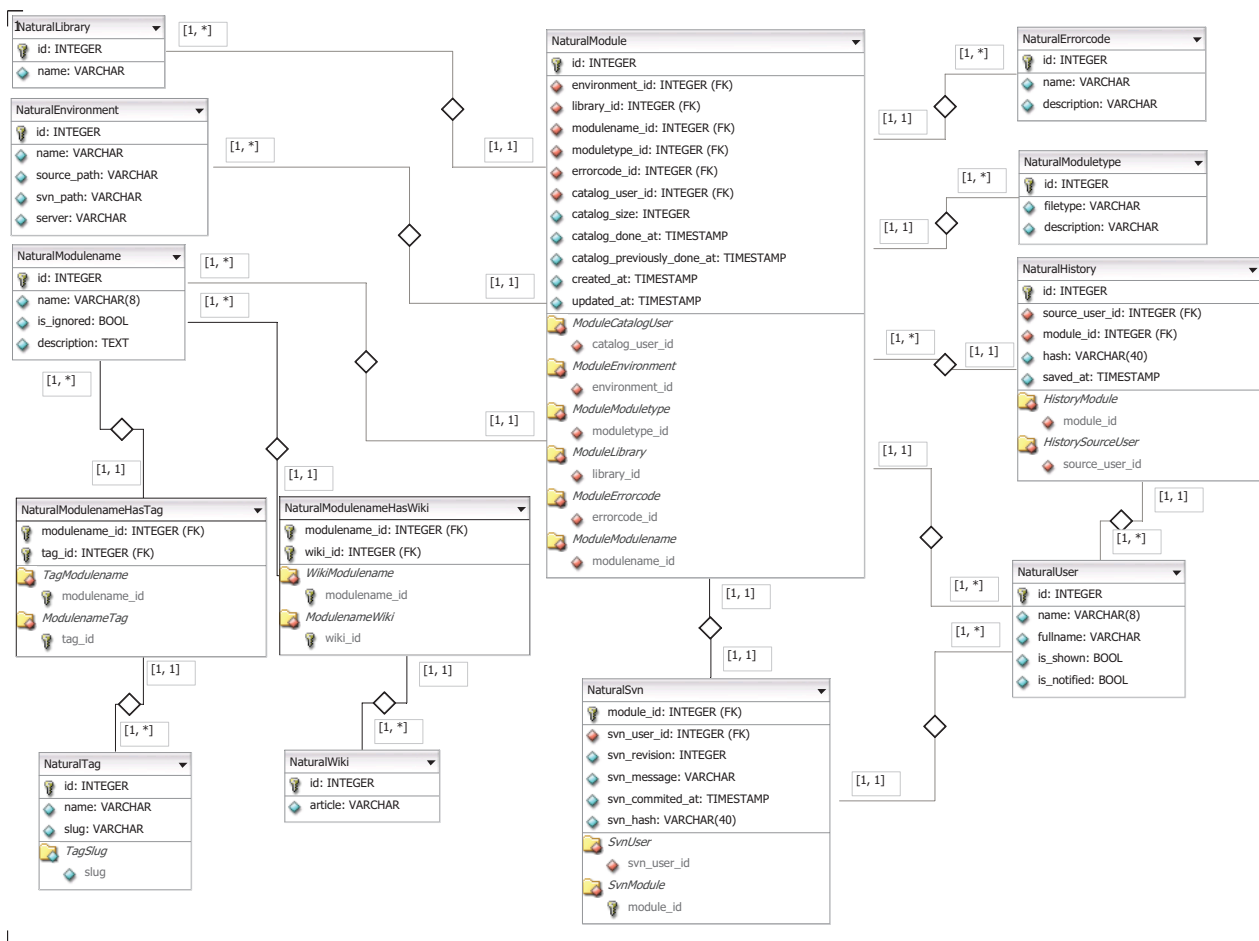 1
NaturalLibrary
id: INTEGER
name: VARCHAR
[1, *]
[1, 1]
NaturalEnvironment
id: INTEGER
name: VARCHAR
source_path: VARCHAR
svn_path: VARCHAR
server: VARCHAR
[1, *]
[1, 1]
NaturalModulename
id: INTEGER
name: VARCHAR(8)
is_ignored: BOOL
description: TEXT
[1, *]
[1, *]
[1, 1]
[1, *]
[1, 1]
[1, 1]
NaturalModulenameHasTag
modulename_id: INTEGER (FK)
tag_id: INTEGER (FK)
TagModulename
modulename_id
ModulenameTag
tag_id
[1, 1]
[1, *]
NaturalTag
id: INTEGER
name: VARCHAR
slug: VARCHAR
TagSlug
slug
NaturalModulenameHasWiki
modulename_id: INTEGER (FK)
wiki_id: INTEGER (FK)
WikiModulename
modulename_id
ModulenameWiki
wiki_id
[1, 1]
[1, *]
NaturalWiki
id: INTEGER
article: VARCHAR
NaturalModule
id: INTEGER
environment_id: INTEGER (FK)
library_id: INTEGER (FK)
modulename_id: INTEGER (FK)
moduletype_id: INTEGER (FK)
errorcode_id: INTEGER (FK)
catalog_user_id: INTEGER (FK)
catalog_size: INTEGER
catalog_done_at: TIMESTAMP
catalog_previously_done_at: TIMESTAMP
created_at: TIMESTAMP
updated_at: TIMESTAMP
ModuleCatalogUser
catalog_user_id
ModuleEnvironment
environment_id
ModuleModuletype
moduletype_id
ModuleLibrary
library_id
ModuleErrorcode
errorcode_id
ModuleModulename
modulename_id
[1, 1]
[1, 1]
NaturalSvn
module_id: INTEGER (FK)
svn_user_id: INTEGER (FK)
svn_revision: INTEGER
svn_message: VARCHAR
svn_commited_at: TIMESTAMP
svn_hash: VARCHAR(40)
SvnUser
svn_user_id
SvnModule
module_id
[1, *]
[1, 1]
NaturalErrorcode
id: INTEGER
name: VARCHAR
description: VARCHAR
[1, *]
[1, 1]
NaturalModuletype
id: INTEGER
filetype: VARCHAR
description: VARCHAR
[1, *]
[1, 1]
NaturalHistory
id: INTEGER
source_user_id: INTEGER (FK)
module_id: INTEGER (FK)
hash: VARCHAR(40)
saved_at: TIMESTAMP
HistoryModule
module_id
HistorySourceUser
source_user_id
[1, 1]
[1, 1]
[1, *]
[1, *]
[1, *]
[1, 1]
NaturalUser
id: INTEGER
name: VARCHAR(8)
fullname: VARCHAR
is_shown: BOOL
is_notified: BOOL